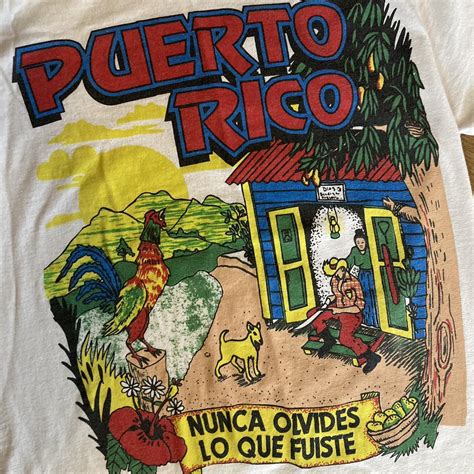 PUERTO
RICO
NUNCA OLVIDES
LO QUE FUISTE